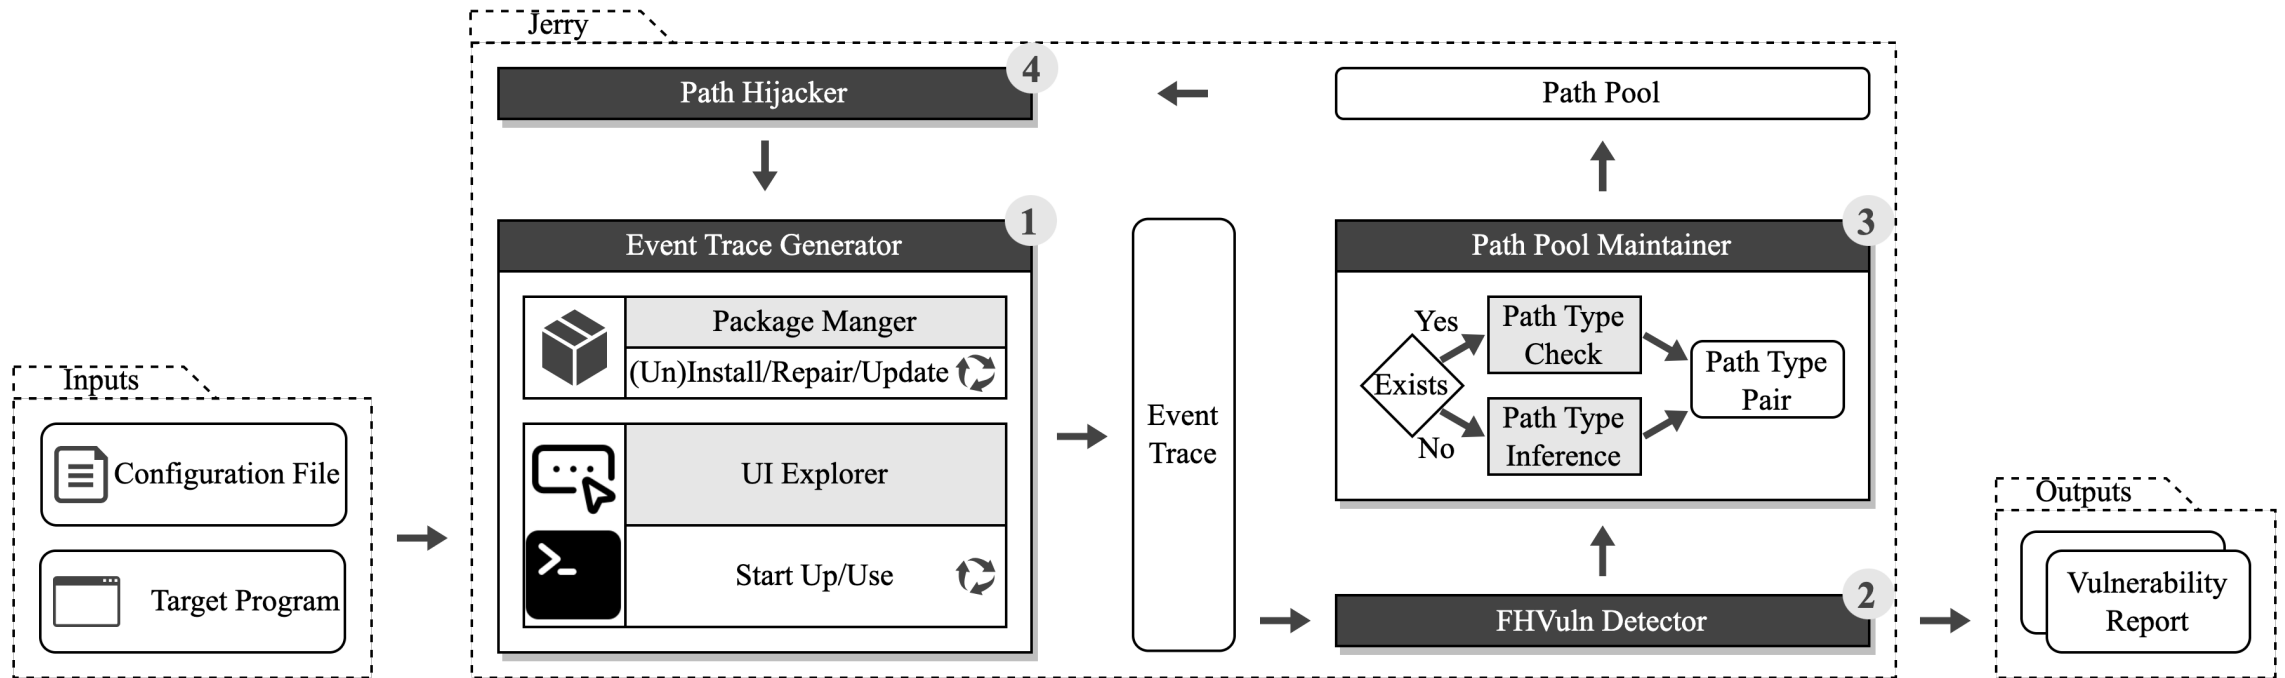 Inputs
Configuration File
Target Program
Jerry
Path Hijacker
4
Event Trace Generator
1
Package Manger
(Un)Install/Repair/Update
UI Explorer
Start Up/Use
Event
Trace
Path Pool
Path Pool Maintainer
3
Exists
Yes
No
Path Type
Check
Path Type
Inference
Path Type
Pair
FHVuln Detector
2
Outputs
Vulnerability
Report